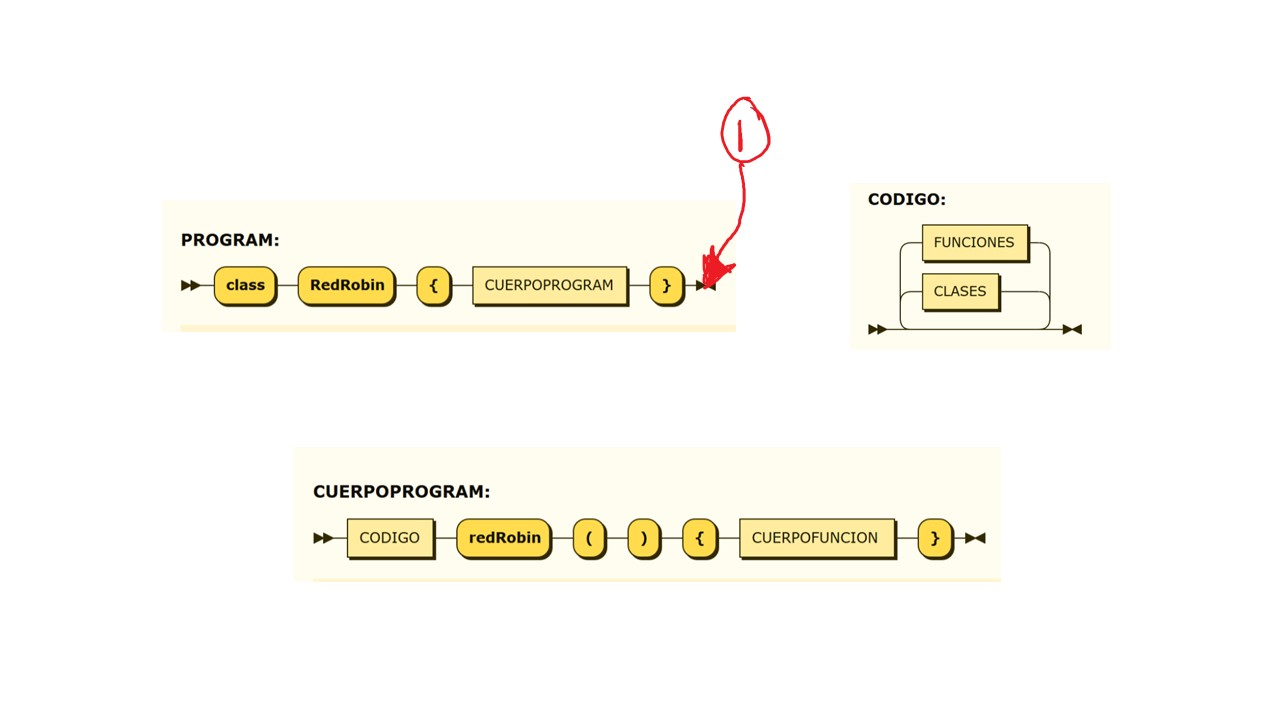 1
PROGRAM:
class RedRobin { CUERPOPROGRAM }
CODIGO:
FUNCIONES
CLASES
CUERPOPROGRAM:
CODIGO redRobin ( ) { CUERPOFUNCION }